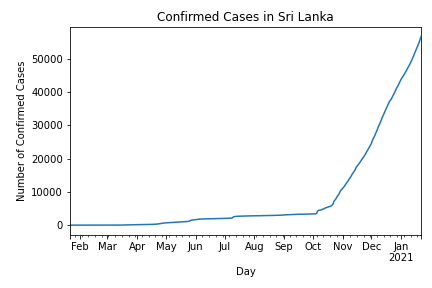 Confirmed Cases in Sri Lanka
Number of Confirmed Cases
50000
40000
30000
20000
10000
0
Feb Mar Apr May Jun Jul Aug Sep Oct Nov Dec Jan
2021
Day